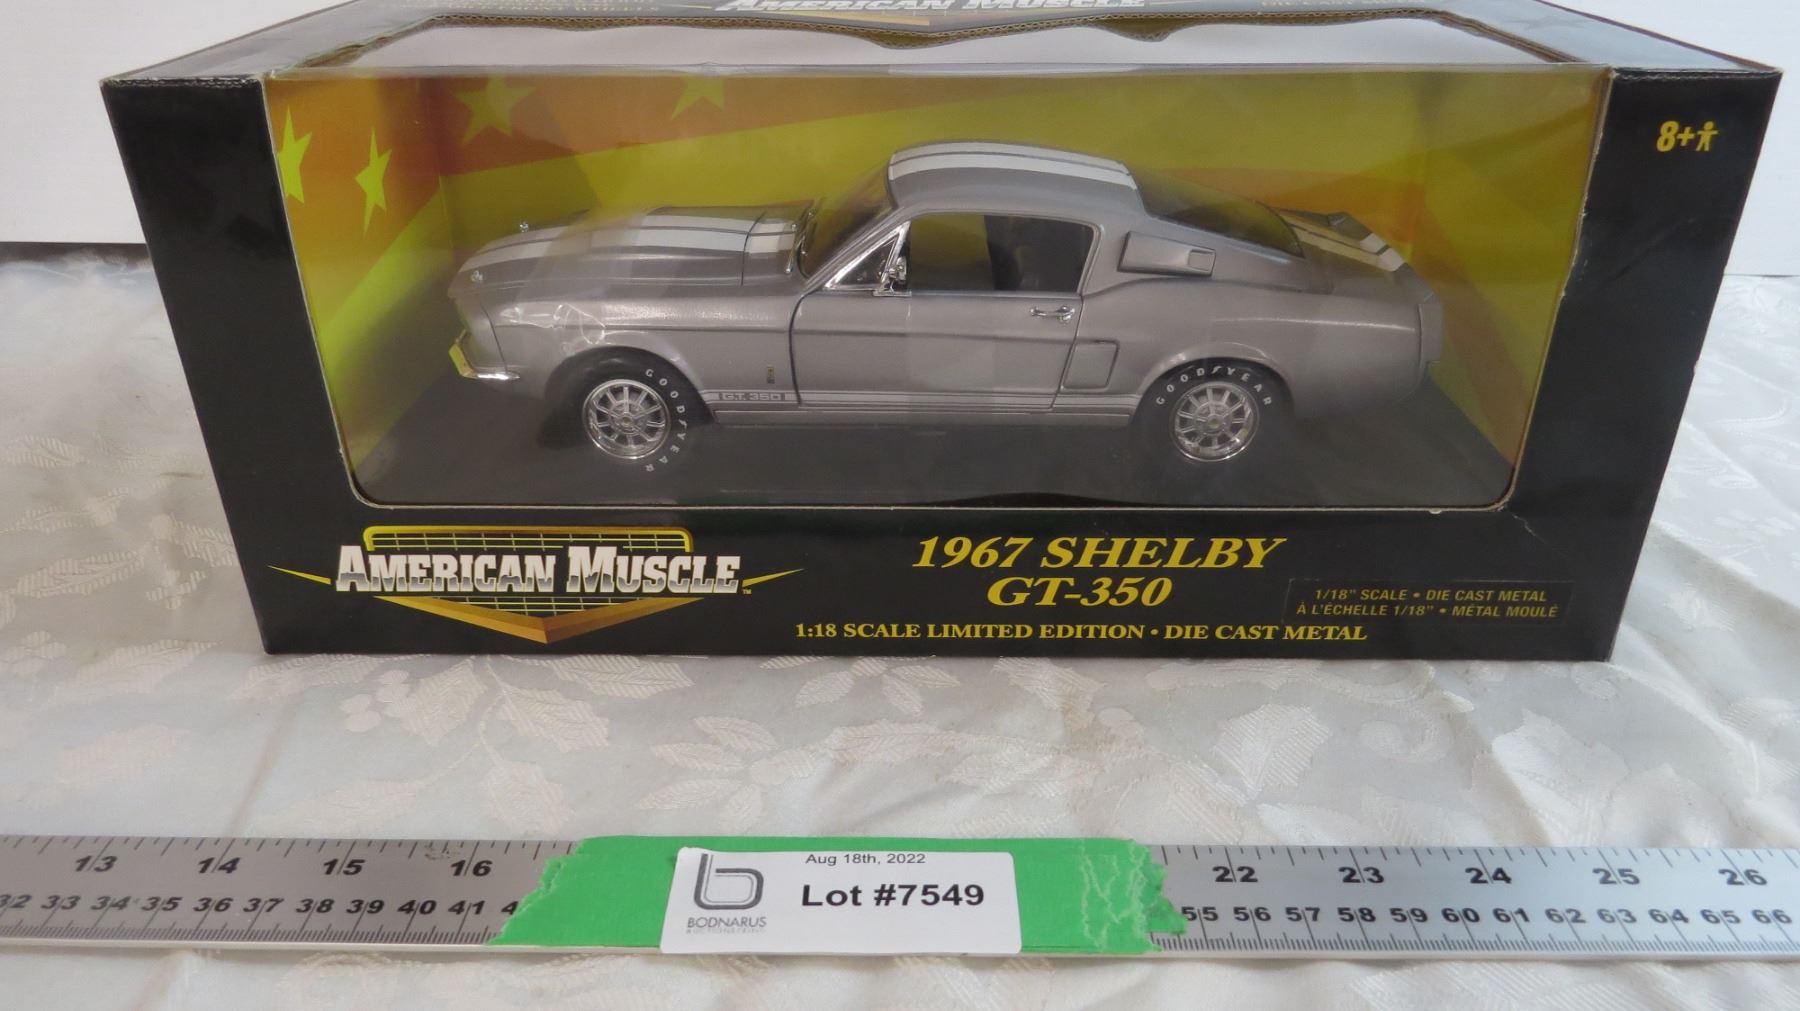 AMERICAN MUSCLE
8+
GOODYEAR
GOODYEAR
GT 350
AMERICAN MUSCLE™
1967 SHELBY
GT-350
1/18" SCALE • DIE CAST METAL
À L'ÉCHELLE 1/18" • MÉTAL MOULÉ
1:18 SCALE LIMITED EDITION • DIE CAST METAL
13 14 15 16 22 23 24 25 26
32 33 34 35 36 37 38 39 40 41 4 55 56 57 58 59 60 61 62 63 64 65 66
Aug 18th, 2022
Lot #7549
BODNARUS